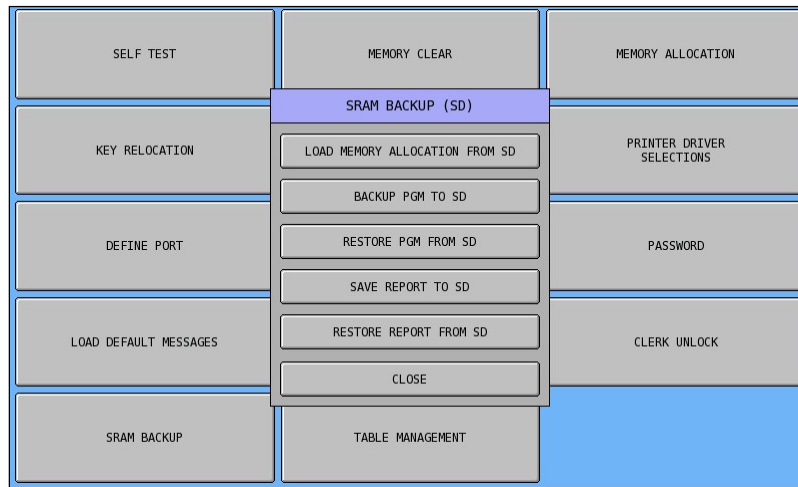 SELF TEST
MEMORY CLEAR
MEMORY ALLOCATION
SRAM BACKUP (SD)
KEY RELOCATION
LOAD MEMORY ALLOCATION FROM SD
PRINTER DRIVER
SELECTIONS
BACKUP PGM TO SD
DEFINE PORT
RESTORE PGM FROM SD
PASSWORD
SAVE REPORT TO SD
LOAD DEFAULT MESSAGES
RESTORE REPORT FROM SD
CLERK UNLOCK
CLOSE
SRAM BACKUP
TABLE MANAGEMENT